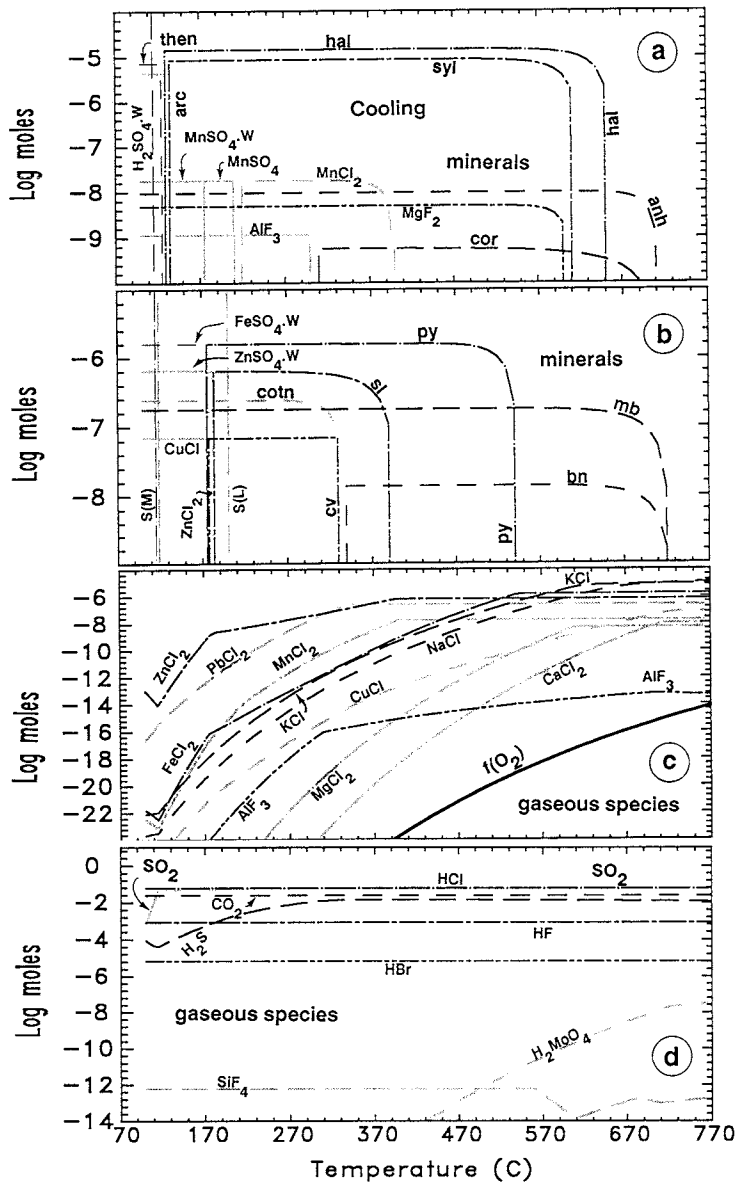 then
hal
a
syl
-5
H2SO4.W
arc
Cooling
hal
-6
MnSO4.W
MnSO4
MnCl2
minerals
-7
-8
MgF2
anh
AlF3
cor
-9
Log moles
FeSO4.W
py
b
minerals
-6
ZnSO4.W
sl
cotn
mb
-7
CuCl
bn
S(M)
ZnCl2
S(L)
cv
py
-8
Log moles
KCl
-6
ZnCl2
PbCl2
MnCl2
NaCl
-8
-10
CuCl
CaCl2
AlF3
-12
KCl
-14
FeCl2
-16
f(O2)
c
-18
AlF3
MgCl2
-20
gaseous species
-22
Log moles
0
SO2
HCl
SO2
-2
CO2
H2S
HF
-4
HBr
-6
gaseous species
-8
H2MoO4
d
-10
SiF4
-12
-14
Log moles
70 170 270 370 470 570 670 770
Temperature (C)